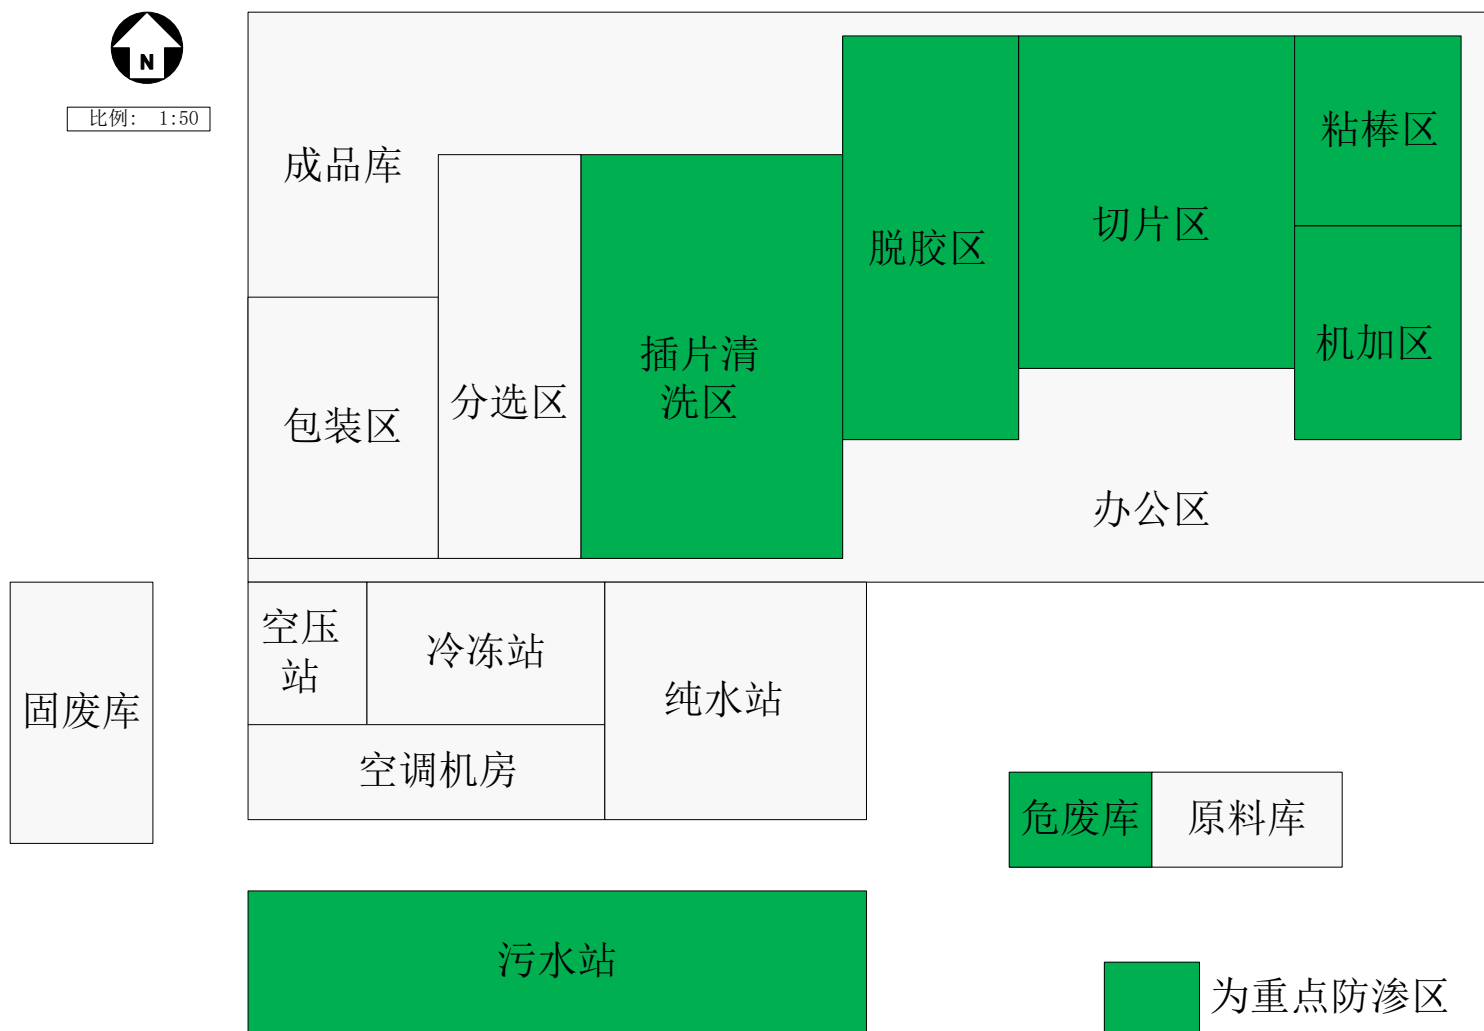 N
比例： 1:50
成品库
粘棒区
切片区
脱胶区
机加区
插片清
洗区
分选区
包装区
办公区
空压
站
冷冻站
纯水站
固废库
空调机房
危废库
原料库
污水站
为重点防渗区